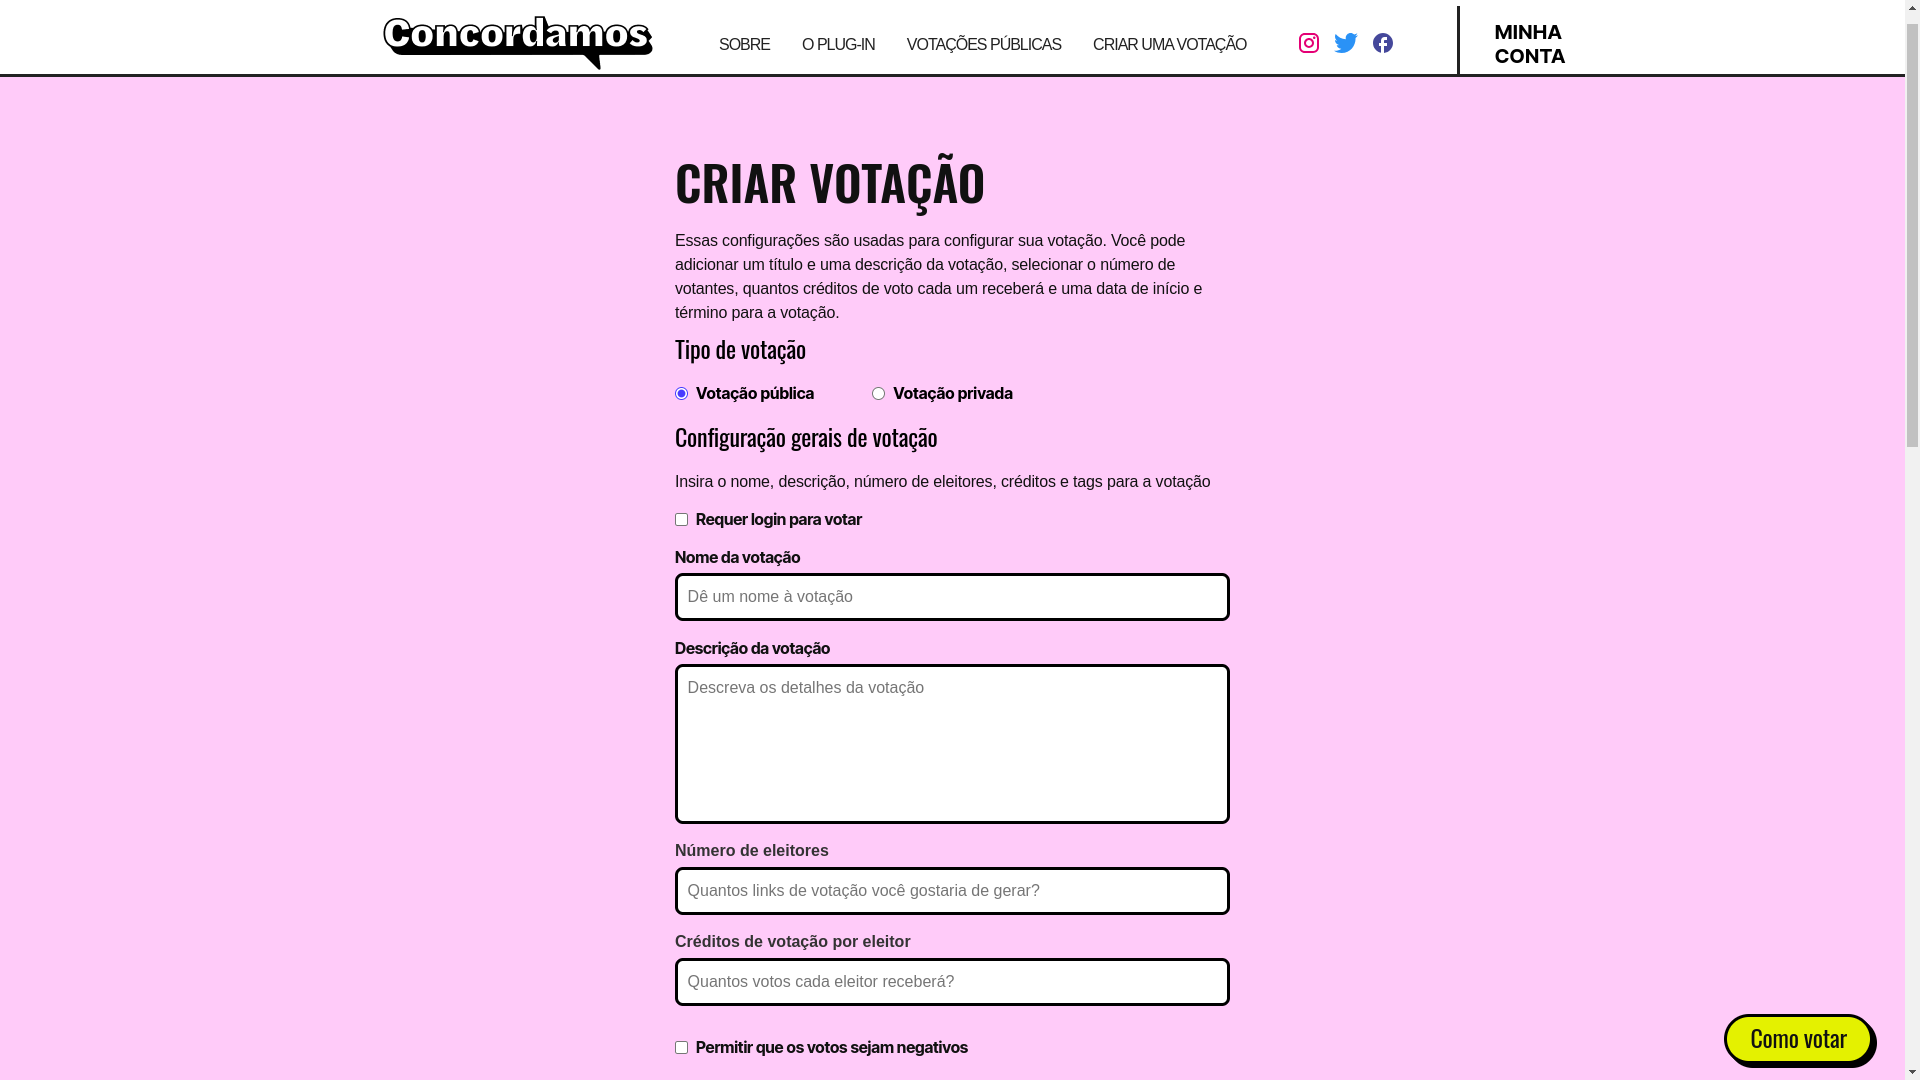 Concordamos
SOBRE O PLUG-IN VOTAÇÕES PÚBLICAS CRIAR UMA VOTAÇÃO
MINHA
CONTA
CRIAR VOTAÇÃO
Essas configurações são usadas para configurar sua votação. Você pode
adicionar um título e uma descrição da votação, selecionar o número de
votantes, quantos créditos de voto cada um receberá e uma data de início e
término para a votação.
Tipo de votação
Votação pública Votação privada
Configuração gerais de votação
Insira o nome, descrição, número de eleitores, créditos e tags para a votação
Requer login para votar
Nome da votação
Dê um nome à votação
Descrição da votação
Descreva os detalhes da votação
Número de eleitores
Quantos links de votação você gostaria de gerar?
Créditos de votação por eleitor
Quantos votos cada eleitor receberá?
Permitir que os votos sejam negativos
Como votar